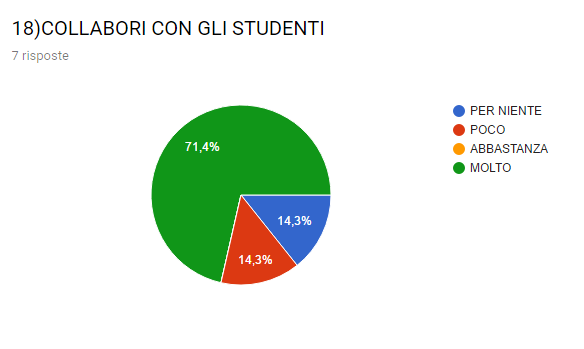 18)COLLABORI CON GLI STUDENTI
7 risposte
PER NIENTE
POCO
ABBASTANZA
MOLTO
71,4%
14,3%
14,3%